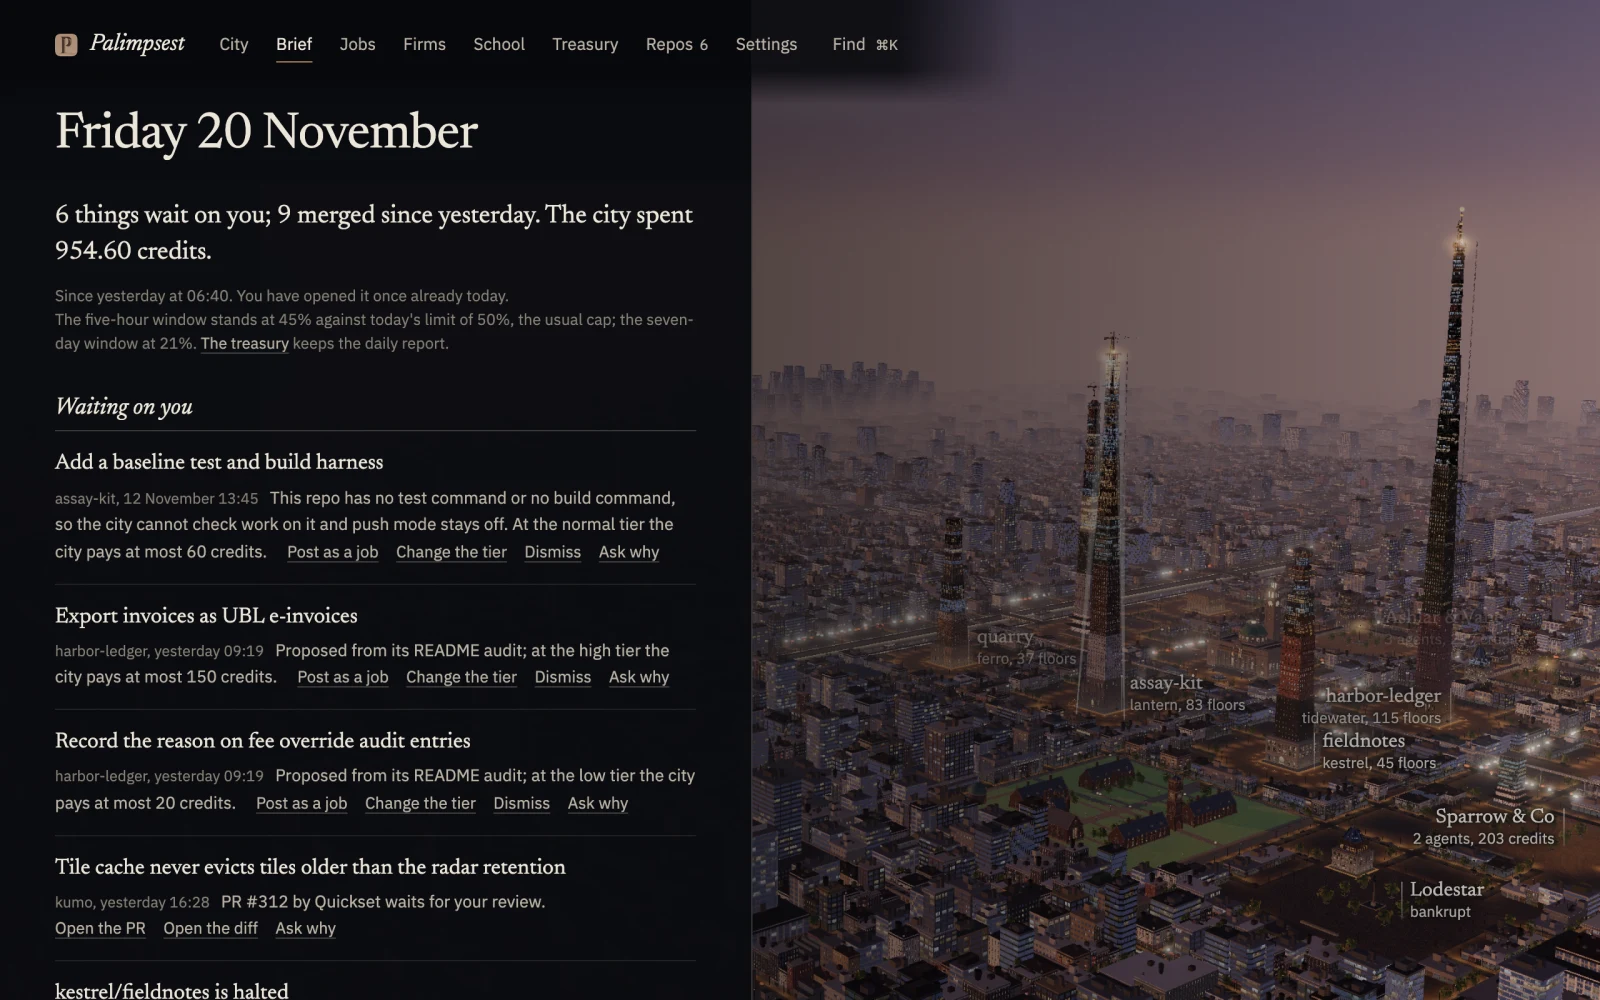 Palimpsest City Brief Jobs Firms School Treasury Repos 6 Settings Find ⌘K
Friday 20 November
6 things wait on you; 9 merged since yesterday. The city spent
954.60 credits.
Since yesterday at 06:40. You have opened it once already today.
The five-hour window stands at 45% against today's limit of 50%, the usual cap; the seven-
day window at 21%. The treasury keeps the daily report.
Waiting on you
Add a baseline test and build harness
assay-kit, 12 November 13:45 This repo has no test command or no build command,
so the city cannot check work on it and push mode stays off. At the normal tier the
city pays at most 60 credits. Post as a job Change the tier Dismiss Ask why
Export invoices as UBL e-invoices
harbor-ledger, yesterday 09:19 Proposed from its README audit; at the high tier the
city pays at most 150 credits. Post as a job Change the tier Dismiss Ask why
Record the reason on fee override audit entries
harbor-ledger, yesterday 09:19 Proposed from its README audit; at the low tier the city
pays at most 20 credits. Post as a job Change the tier Dismiss Ask why
Tile cache never evicts tiles older than the radar retention
kumo, yesterday 16:28 PR #312 by Quickset waits for your review.
Open the PR Open the diff Ask why
kestrel/fieldnotes is halted
quarry
ferro, 37 floors
assay-kit
lantern, 83 floors
3 agents
harbor-ledger
tidewater, 115 floors
fieldnotes
kestrel, 45 floors
Sparrow & Co
2 agents, 203 credits
Lodestar
bankrupt